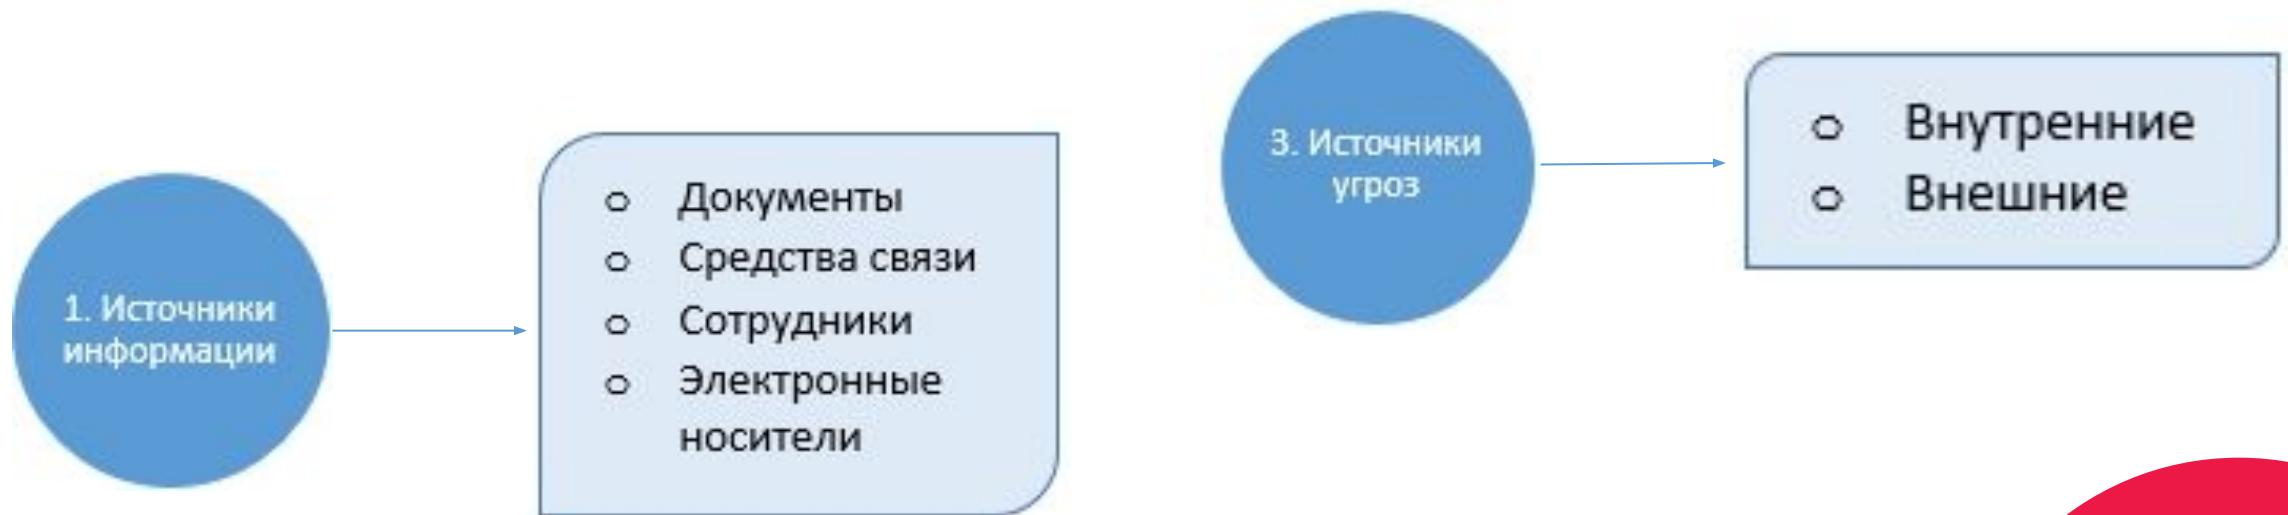 1. Источники
информации
о Документы
о Средства связи
о Сотрудники
о Электронные
носители
3. Источники
угроз
о Внутренние
о Внешние